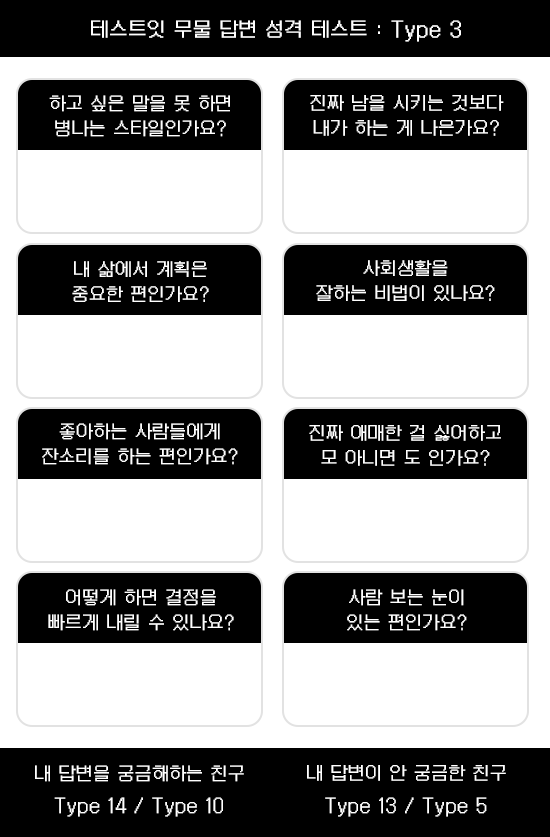 테스트잇 무물 답변 성격 테스트 : Type 3
하고 싶은 말을 못 하면
병나는 스타일인가요?
진짜 남을 시키는 것보다
내가 하는 게 나은가요?
내 삶에서 계획은
중요한 편인가요?
사회생활을
잘하는 비법이 있나요?
좋아하는 사람들에게
잔소리를 하는 편인가요?
진짜 애매한 걸 싫어하고
모 아니면 도 인가요?
어떻게 하면 결정을
빠르게 내릴 수 있나요?
사람 보는 눈이
있는 편인가요?
내 답변을 궁금해하는 친구
Type 14 / Type 10
내 답변이 안 궁금한 친구
Type 13 / Type 5